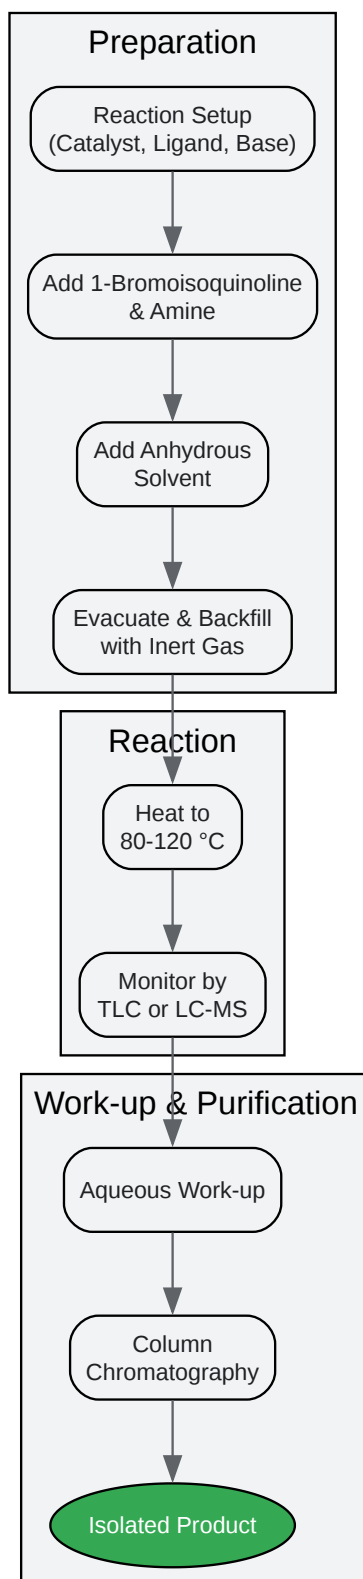 Preparation
Reaction Setup
(Catalyst, Ligand, Base)
Add 1-Bromoisoquinoline
& Amine
Add Anhydrous
Solvent
Evacuate & Backfill
with Inert Gas
Reaction
Heat to
80-120 °C
Monitor by
TLC or LC-MS
Work-up & Purification
Aqueous Work-up
Column
Chromatography
Isolated Product